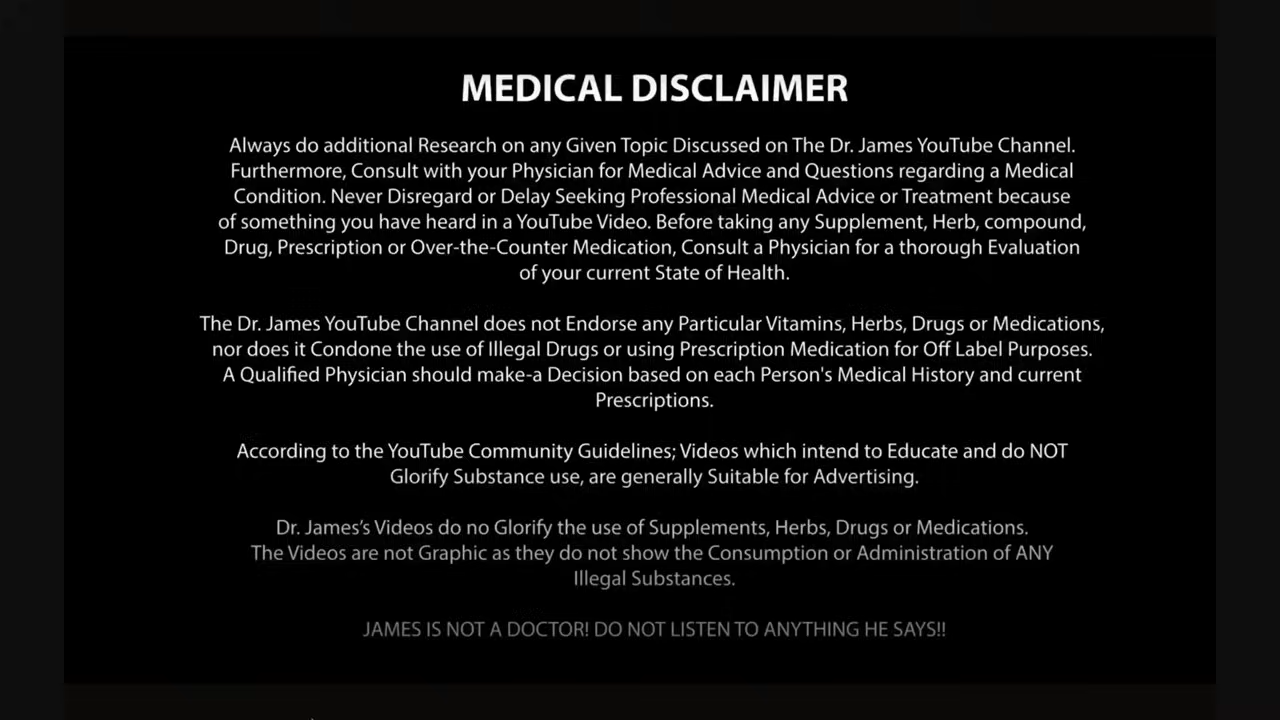 MEDICAL DISCLAIMER
Always do additional Research on any Given Topic Discussed on The Dr. James YouTube Channel.
Furthermore, Consult with your Physician for Medical Advice and Questions regarding a Medical
Condition. Never Disregard or Delay Seeking Professional Medical Advice or Treatment because
of something you have heard in a YouTube Video. Before taking any Supplement, Herb, compound,
Drug, Prescription or Over-the-Counter Medication, Consult a Physician for a thorough Evaluation
of your current State of Health.
The Dr. James YouTube Channel does not Endorse any Particular Vitamins, Herbs, Drugs or Medications,
nor does it Condone the use of Illegal Drugs or using Prescription Medication for Off Label Purposes.
A Qualified Physician should make-a Decision based on each Person's Medical History and current
Prescriptions.
According to the YouTube Community Guidelines; Videos which intend to Educate and do NOT
Glorify Substance use, are generally Suitable for Advertising.
Dr. James's Videos do no Glorify the use of Supplements, Herbs, Drugs or Medications.
The Videos are not Graphic as they do not show the Consumption or Administration of ANY
Illegal Substances.
JAMES IS NOT A DOCTOR! DO NOT LISTEN TO ANYTHING HE SAYS!!